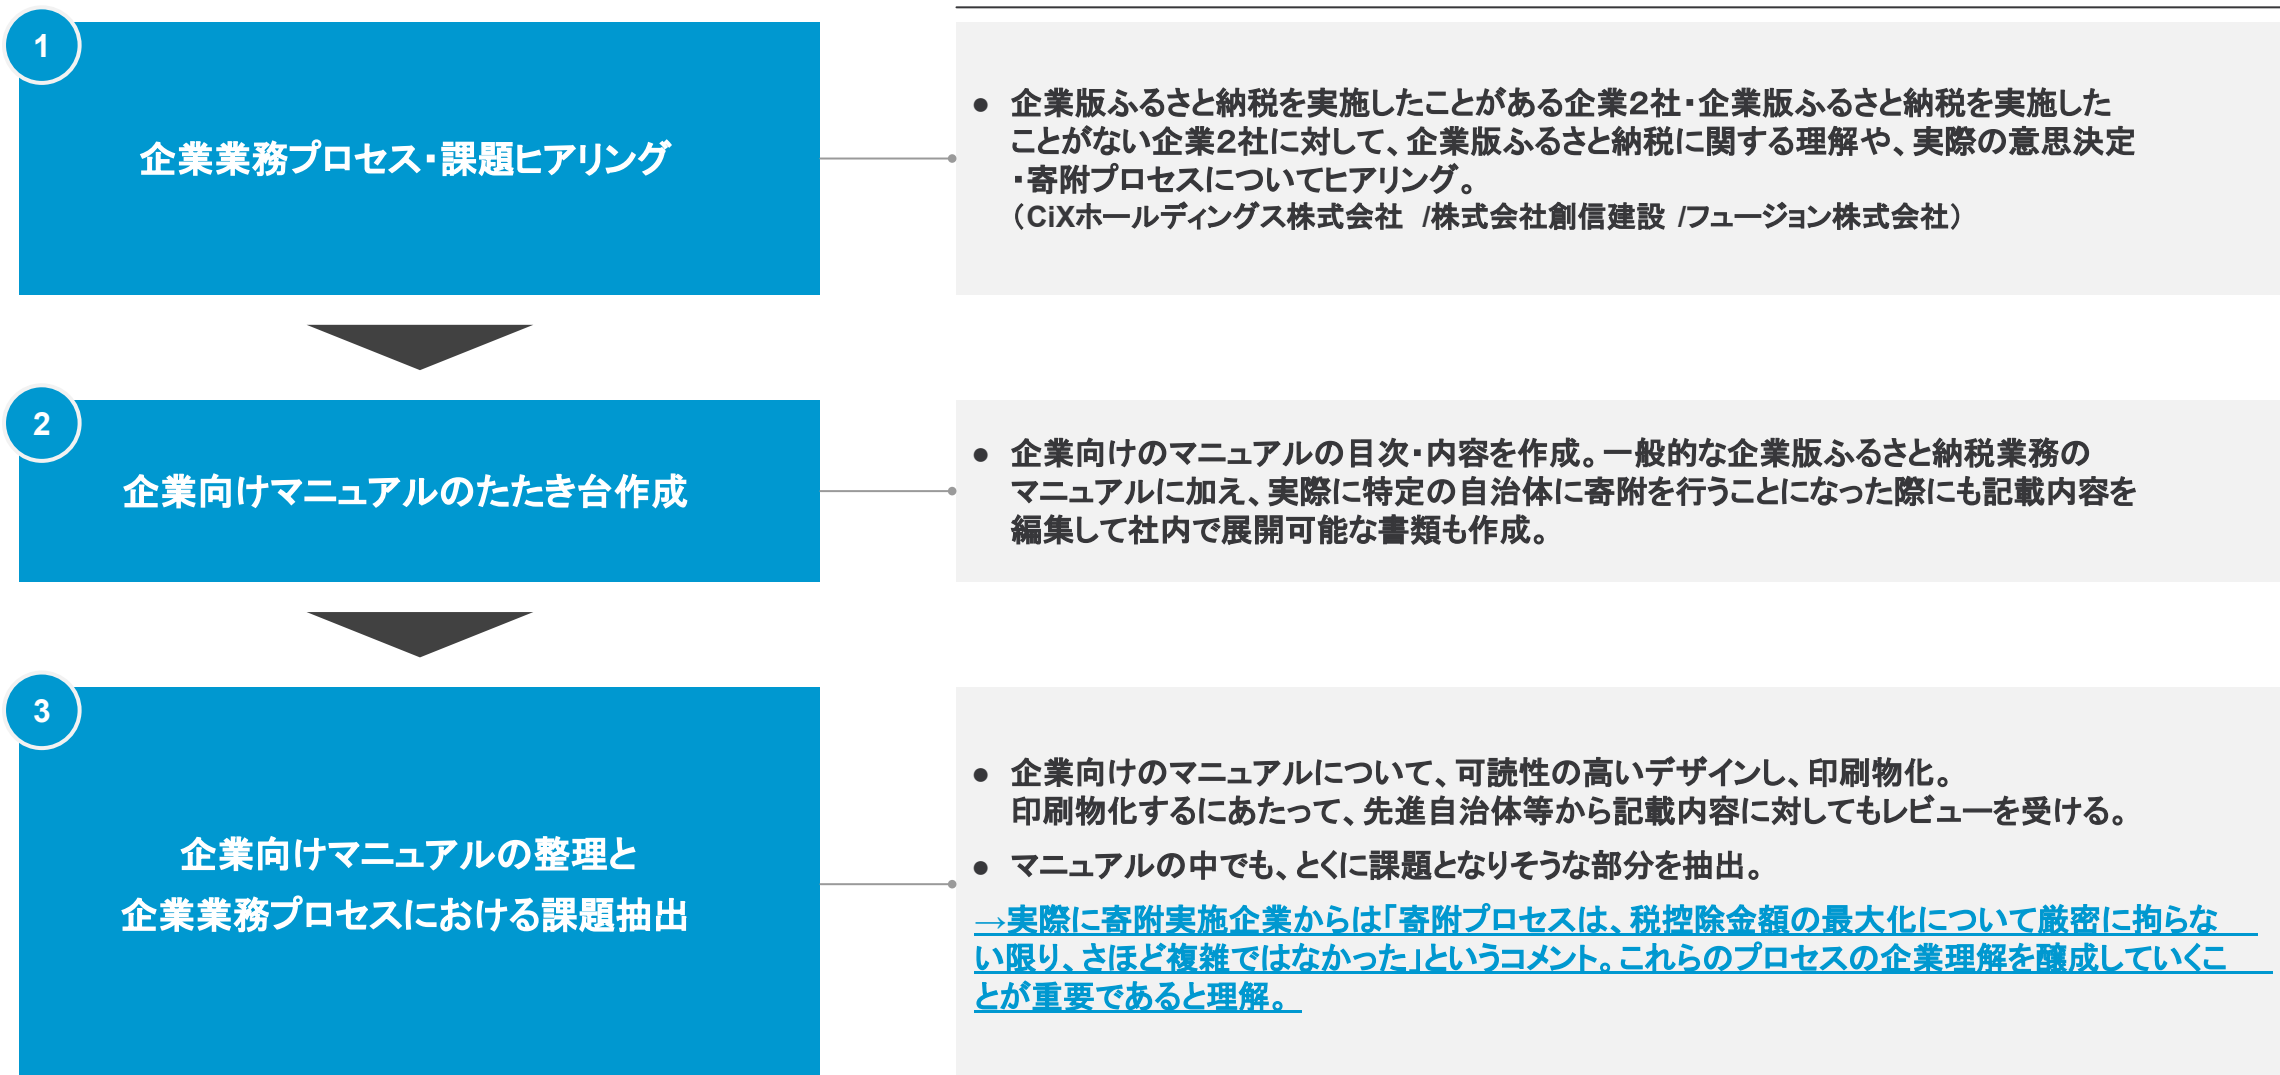 1
企業業務プロセス・課題ヒアリング
● 企業版ふるさと納税を実施したことがある企業2社・企業版ふるさと納税を実施した
ことがない企業2社に対して、企業版ふるさと納税に関する理解や、実際の意思決定
・寄附プロセスについてヒアリング。
（CiXホールディングス株式会社 /株式会社創信建設 /フュージョン株式会社）
2
企業向けマニュアルのたたき台作成
● 企業向けのマニュアルの目次・内容を作成。一般的な企業版ふるさと納税業務の
マニュアルに加え、実際に特定の自治体に寄附を行うことになった際にも記載内容を
編集して社内で展開可能な書類も作成。
3
企業向けマニュアルの整理と
企業業務プロセスにおける課題抽出
● 企業向けのマニュアルについて、可読性の高いデザインし、印刷物化。
印刷物化するにあたって、先進自治体等から記載内容に対してもレビューを受ける。
● マニュアルの中でも、とくに課題となりそうな部分を抽出。
→実際に寄附実施企業からは「寄附プロセスは、税控除金額の最大化について厳密に拘らな
い限り、さほど複雑ではなかった」というコメント。これらのプロセスの企業理解を醸成していくこ
とが重要であると理解。